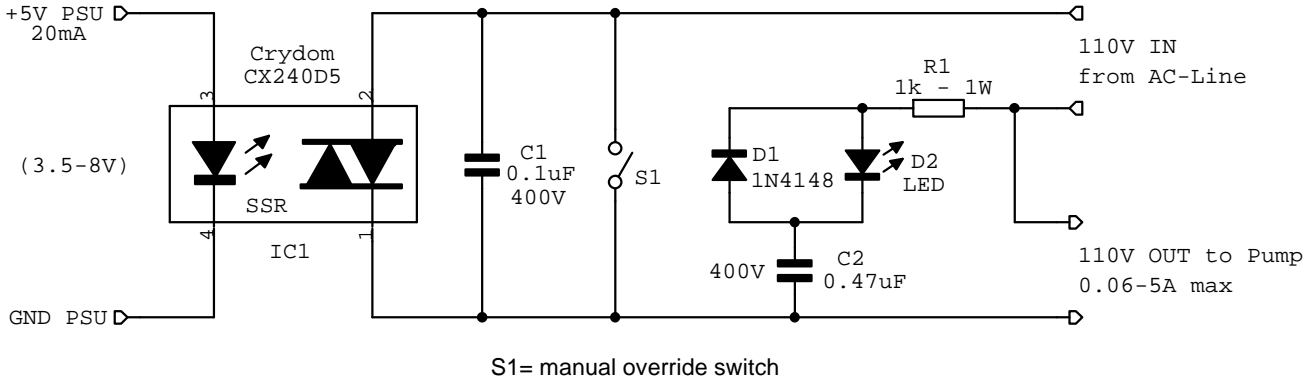 +5V PSU
20mA
Crydom
CX240D5
3
2
(3.5-8V)
SSR
4
1
IC1
GND PSU
C1
0.1uF
400V
S1
D1
1N4148
D2
LED
R1
1k - 1W
400V
C2
0.47uF
110V IN
from AC-Line
110V OUT to Pump
0.06-5A max
S1= manual override switch